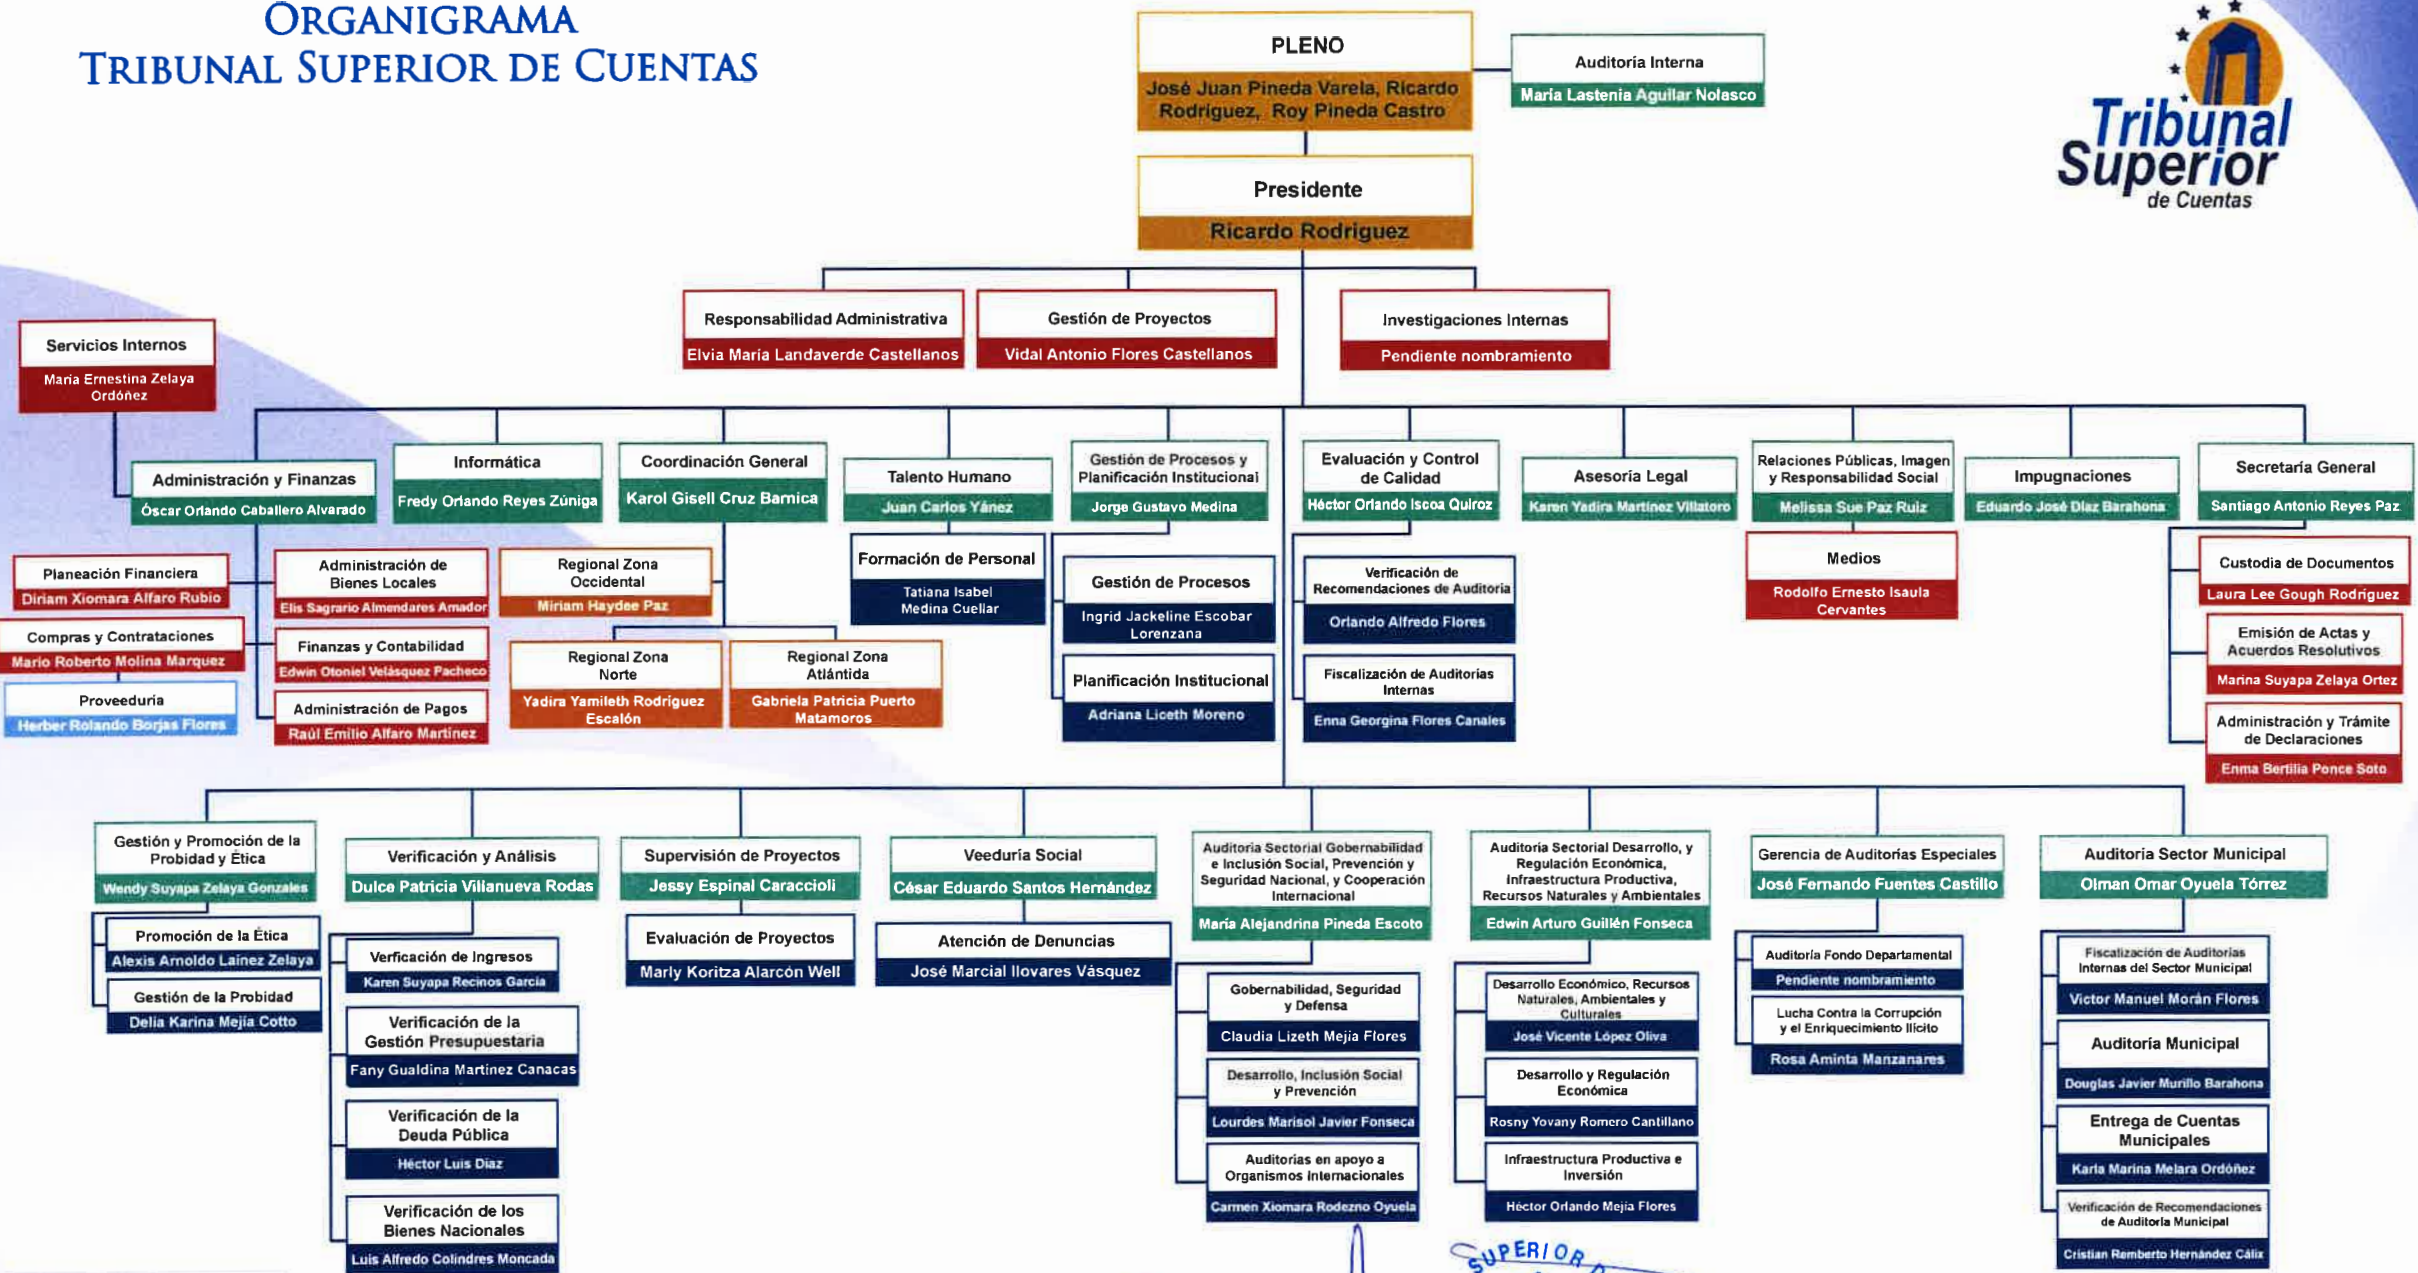 ORGANIGRAMA
TRIBUNAL SUPERIOR DE CUENTAS
PLENO
José Juan Pineda Varela, Ricardo
Rodríguez, Roy Pineda Castro
Auditoría Interna
María Lastenia Aguilar Nolasco
Tribunal
Superior
de Cuentas
Presidente
Ricardo Rodríguez
Responsabilidad Administrativa
Elvia María Landaverde Castellanos
Gestión de Proyectos
Vidal Antonio Flores Castellanos
Investigaciones Internas
Pendiente nombramiento
Servicios Internos
María Ernestina Zelaya
Ordóñez
Administración y Finanzas
Óscar Orlando Caballero Alvarado
Informática
Fredy Orlando Reyes Zúniga
Coordinación General
Karol Gisell Cruz Barnica
Talento Humano
Juan Carlos Yánez
Gestión de Procesos y
Planificación Institucional
Jorge Gustavo Medina
Evaluación y Control
de Calidad
Héctor Orlando Iscoa Quiroz
Asesoría Legal
Karen Yadira Martínez Villatoro
Relaciones Públicas, Imagen
y Responsabilidad Social
Melissa Sue Paz Ruiz
Impugnaciones
Eduardo José Díaz Barahona
Secretaría General
Santiago Antonio Reyes Paz
Planeación Financiera
Diriam Xiomara Alfaro Rubio
Administración de
Bienes Locales
Elis Sagrario Almendares Amador
Compras y Contrataciones
Mario Roberto Molina Marquez
Finanzas y Contabilidad
Edwin Otoniel Velásquez Pacheco
Proveeduría
Herber Rolando Borjas Flores
Administración de Pagos
Raúl Emilio Alfaro Martínez
Regional Zona
Occidental
Miriam Haydee Paz
Regional Zona
Norte
Yadira Yamileth Rodríguez
Escalón
Regional Zona
Atlántida
Gabriela Patricia Puerto
Matamoros
Formación de Personal
Tatiana Isabel
Medina Cuellar
Gestión de Procesos
Ingrid Jackeline Escobar
Lorenzana
Planificación Institucional
Adriana Liceth Moreno
Verificación de
Recomendaciones de Auditoría
Orlando Alfredo Flores
Fiscalización de Auditorías
Internas
Enna Georgina Flores Canales
Medios
Rodolfo Ernesto Isaula
Cervantes
Custodia de Documentos
Laura Lee Gough Rodríguez
Emisión de Actas y
Acuerdos Resolutivos
Marina Suyapa Zelaya Ortez
Administración y Trámite
de Declaraciones
Enma Bertilia Ponce Soto
Gestión y Promoción de la
Probidad y Ética
Wendy Suyapa Zelaya Gonzales
Promoción de la Ética
Alexis Arnoldo Laínez Zelaya
Gestión de la Probidad
Delia Karina Mejía Cotto
Verificación y Análisis
Dulce Patricia Villanueva Rodas
Verficación de Ingresos
Karen Suyapa Recinos García
Verificación de la
Gestión Presupuestaria
Fany Gualdina Martínez Canacas
Verificación de la
Deuda Pública
Héctor Luis Díaz
Verificación de los
Bienes Nacionales
Luis Alfredo Colindres Moncada
Supervisión de Proyectos
Jessy Espinal Caraccioli
Evaluación de Proyectos
Marly Koritza Alarcón Well
Veeduría Social
César Eduardo Santos Hernández
Atención de Denuncias
José Marcial Ilovares Vásquez
Auditoria Sectorial Gobernabilidad
e Inclusión Social, Prevención y
Seguridad Nacional, y Cooperación
Internacional
María Alejandrina Pineda Escoto
Gobernabilidad, Seguridad
y Defensa
Claudia Lizeth Mejía Flores
Desarrollo, Inclusión Social
y Prevención
Lourdes Marisol Javier Fonseca
Auditorías en apoyo a
Organismos Internacionales
Carmen Xiomara Rodezno Oyuela
Auditoría Sectorial Desarrollo, y
Regulación Económica,
Infraestructura Productiva,
Recursos Naturales y Ambientales
Edwin Arturo Guillén Fonseca
Desarrollo Económico, Recursos
Naturales, Ambientales y
Culturales
José Vicente López Oliva
Desarrollo y Regulación
Económica
Rosny Yovany Romero Cantillano
Infraestructura Productiva e
Inversión
Héctor Orlando Mejía Flores
Gerencia de Auditorías Especiales
José Fernando Fuentes Castillo
Auditoría Fondo Departamental
Pendiente nombramiento
Lucha Contra la Corrupción
y el Enriquecimiento Ilícito
Rosa Aminta Manzanares
Auditoría Sector Municipal
Olman Omar Oyuela Tórrez
Fiscalización de Auditorías
Internas del Sector Municipal
Víctor Manuel Morán Flores
Auditoría Municipal
Douglas Javier Murillo Barahona
Entrega de Cuentas
Municipales
Karla Marina Melara Ordóñez
Verificación de Recomendaciones
de Auditoría Municipal
Cristian Remberto Hernández Cálix
SUPERIOR